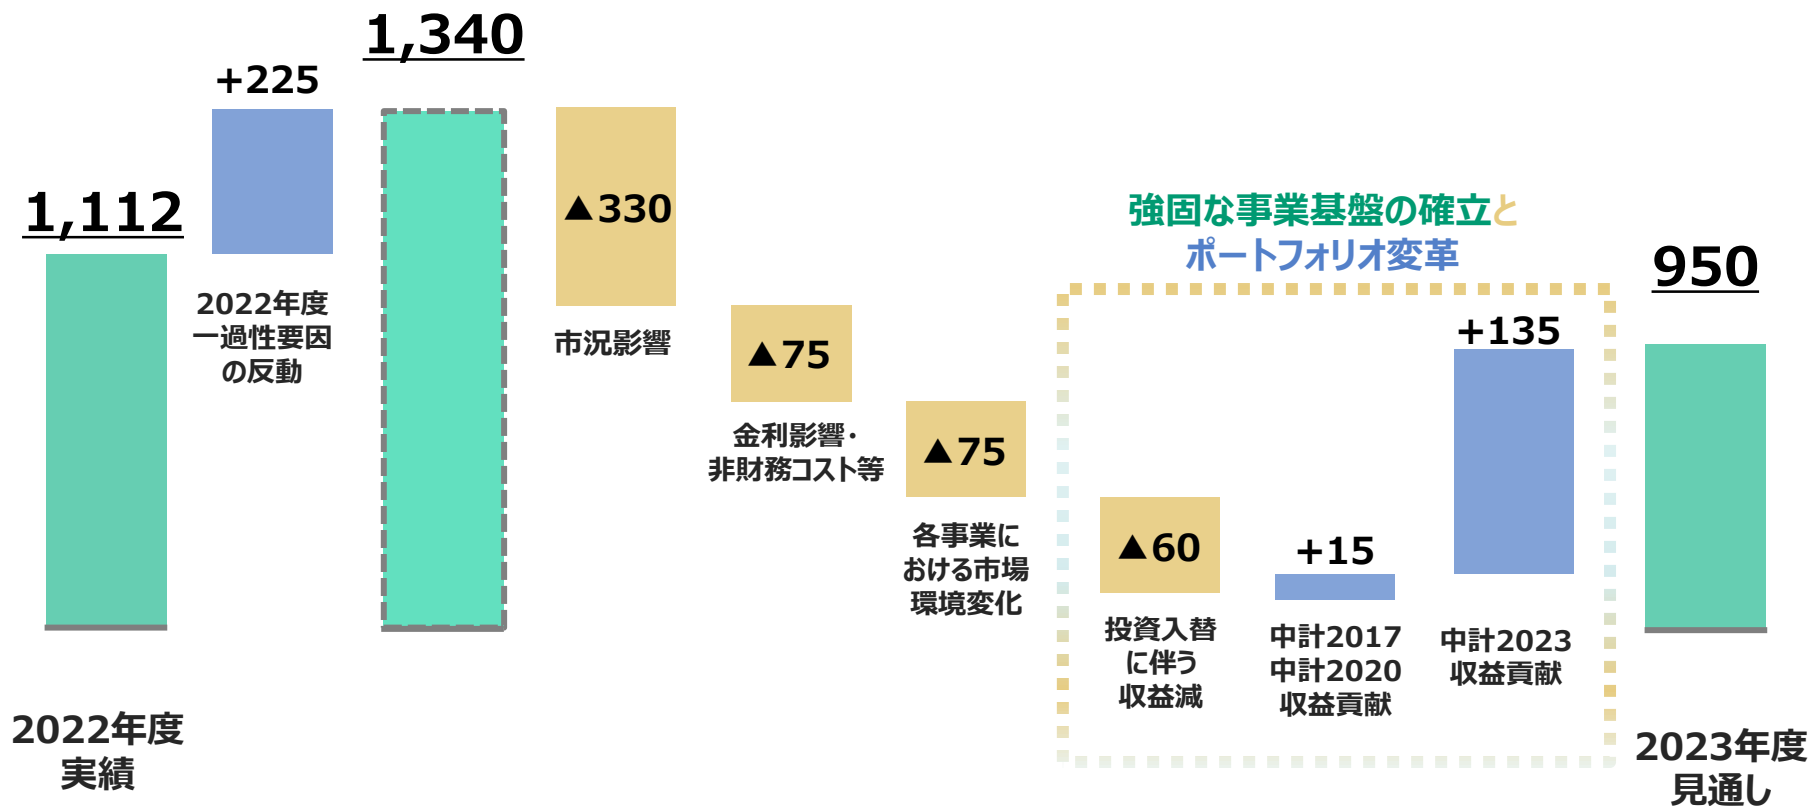 1,112
2022年度
実績
+225
2022年度
一過性要因
の反動
1,340
▲330
市況影響
▲75
金利影響・
非財務コスト等
▲75
各事業に
おける市場
環境変化
強固な事業基盤の確立と
ポートフォリオ変革
▲60
投資入替
に伴う
収益減
+15
中計2017
中計2020
収益貢献
+135
中計2023
収益貢献
950
2023年度
見通し